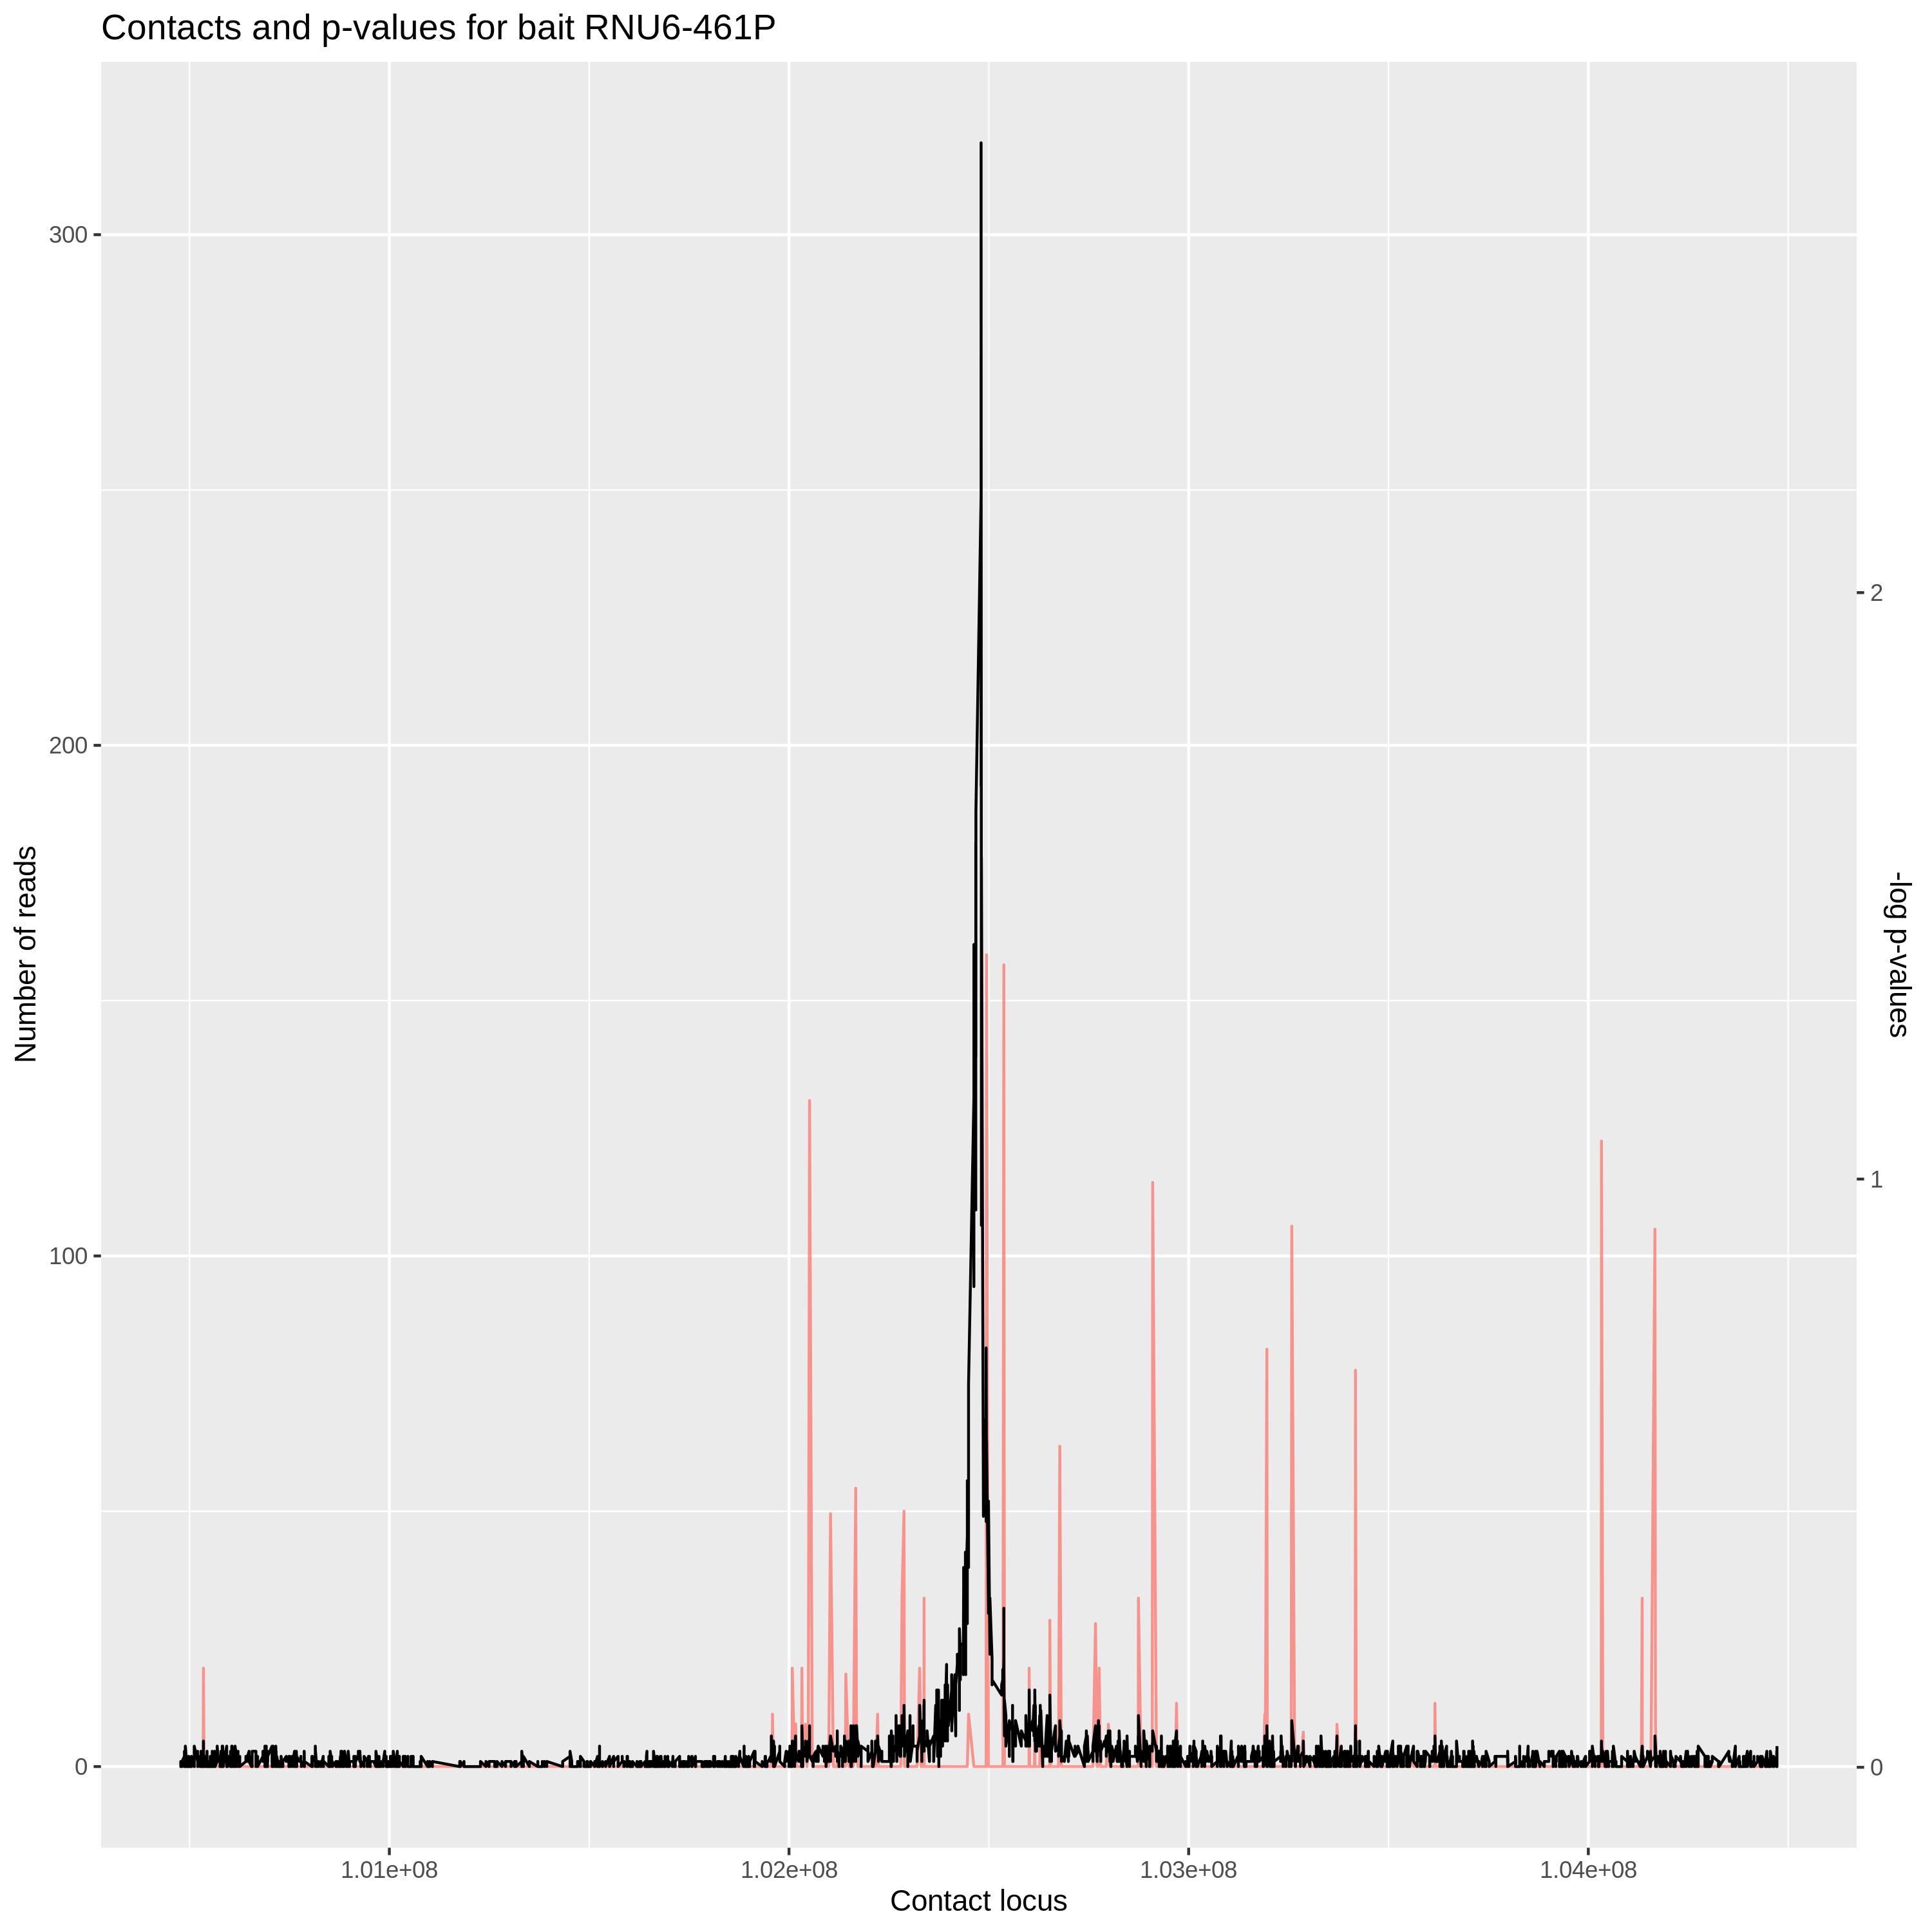 Contacts and p-values for bait RNU6-461P
300
200
100
0
Number of reads
2
1
0
-log p-values
1.01e+08
1.02e+08
1.03e+08
1.04e+08
Contact locus